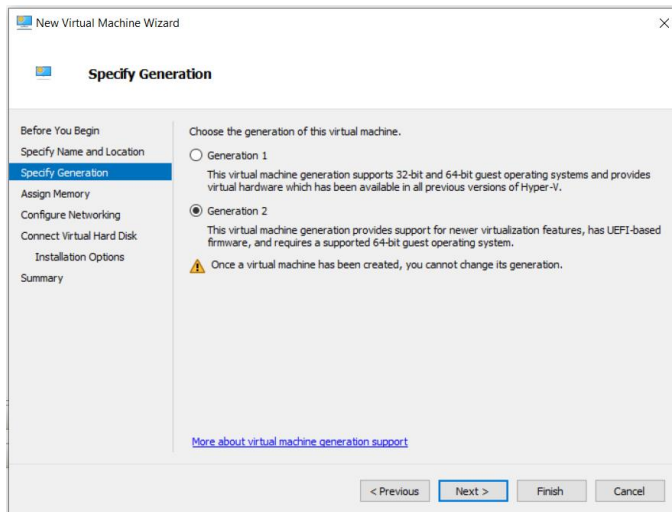 New Virtual Machine Wizard
Specify Generation
Before You Begin
Specify Name and Location
Specify Generation
Assign Memory
Configure Networking
Connect Virtual Hard Disk
Installation Options
Summary
Choose the generation of this virtual machine.
Generation 1
This virtual machine generation supports 32-bit and 64-bit guest operating systems and provides
virtual hardware which has been available in all previous versions of Hyper-V.
Generation 2
This virtual machine generation provides support for newer virtualization features, has UEFI-based
firmware, and requires a supported 64-bit guest operating system.
Once a virtual machine has been created, you cannot change its generation.
More about virtual machine generation support
< Previous
Next >
Finish
Cancel